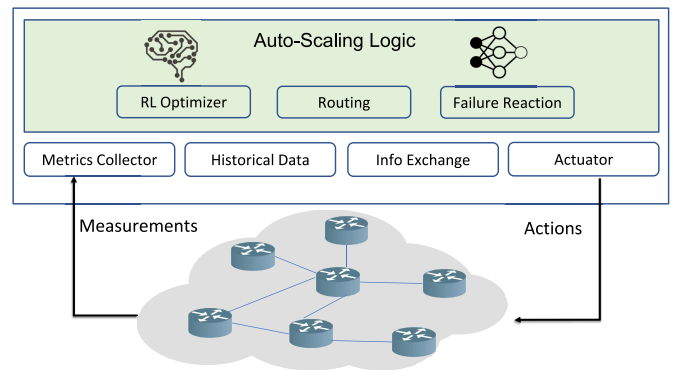 Auto-Scaling Logic
RL Optimizer
Routing
Failure Reaction
Metrics Collector
Historical Data
Info Exchange
Actuator
Measurements
Actions